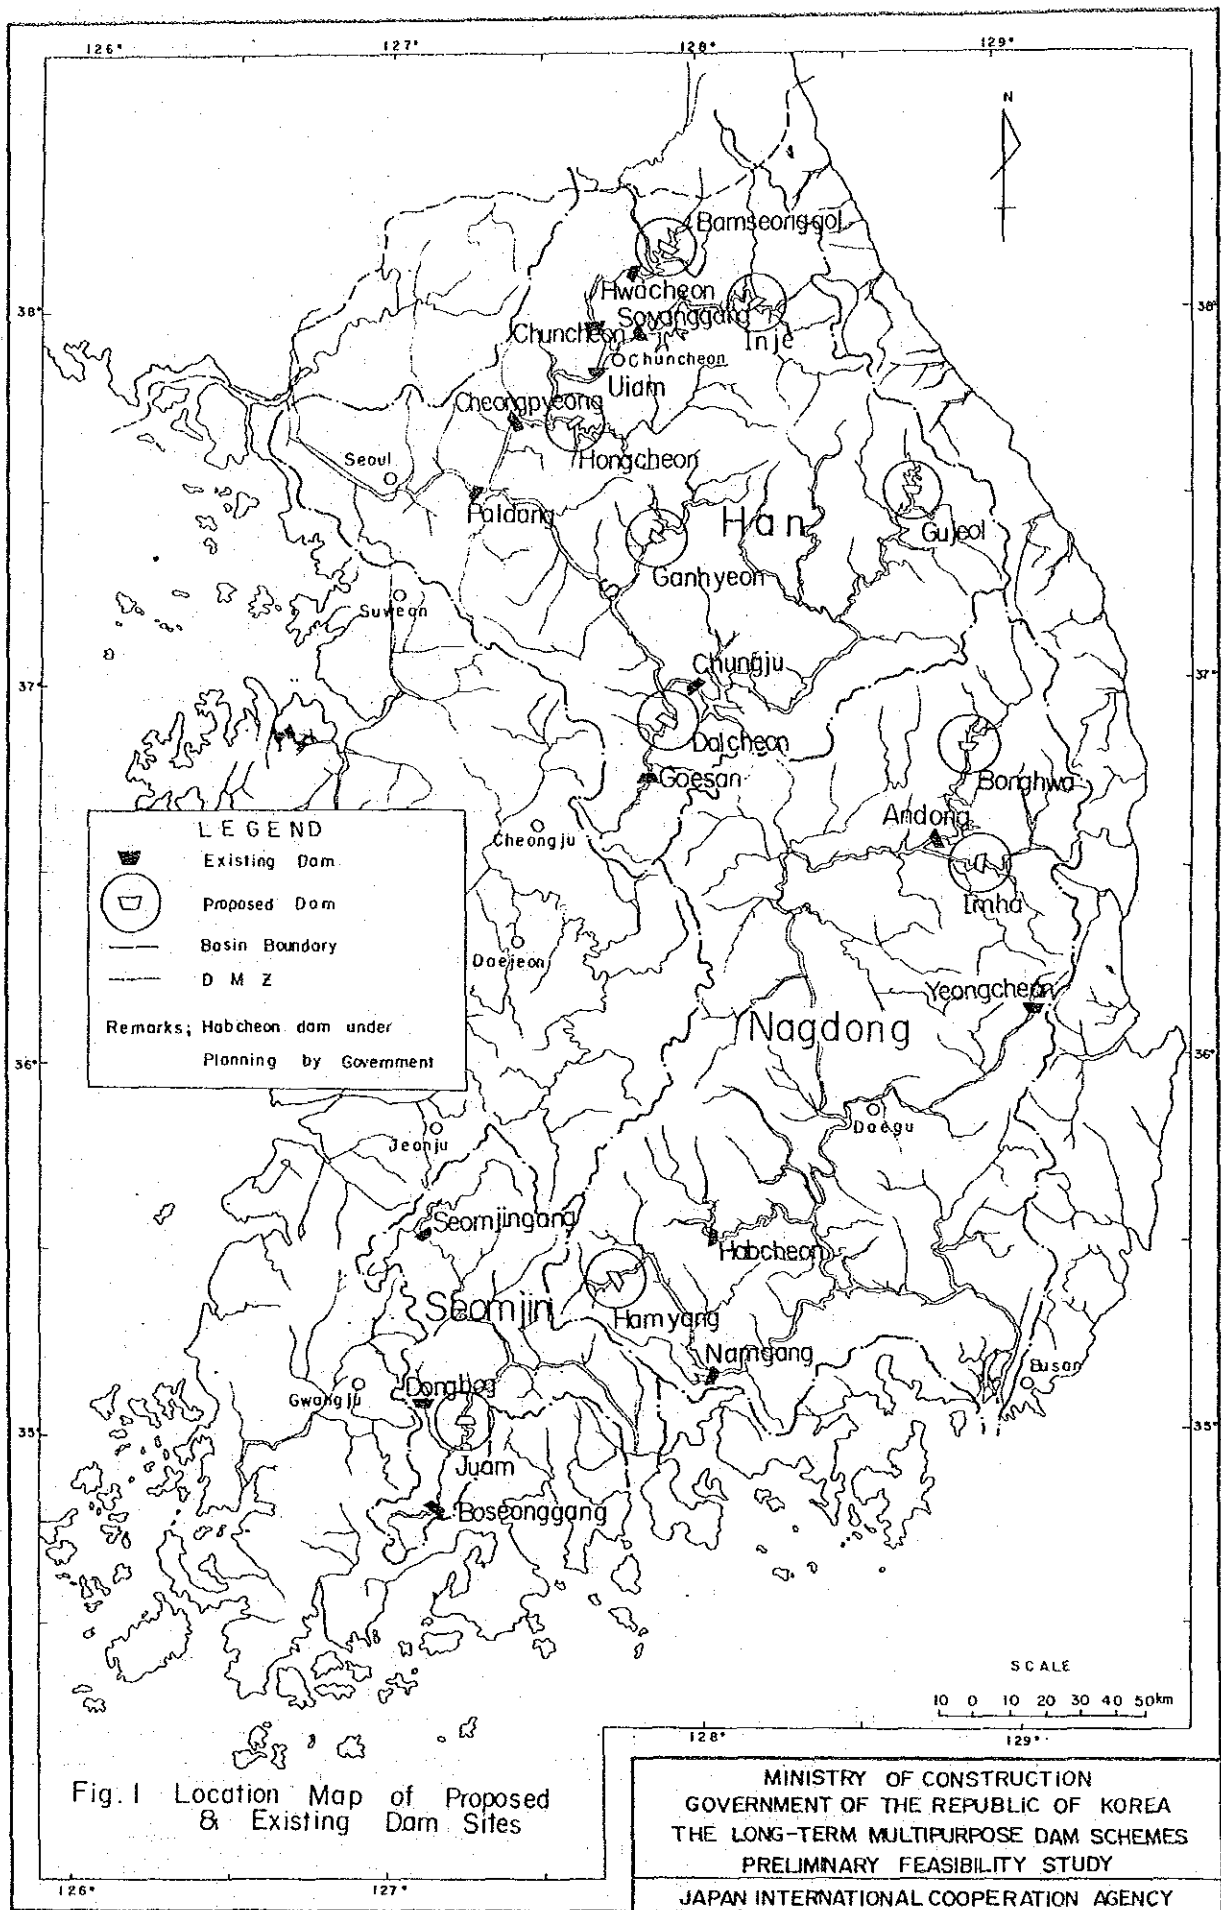 126° 127° 128° 129°
N
Bamseonggol
Hwacheon
Soyanggang
38° 38°
Chuncheon
Inje
Chuncheon
Uiam
Cheongpyeong
Seoul
Hongcheon
Paldang
Han
Gujeol
Ganhyeon
Suweon
Chungju
37° 37°
Dalcheon
Goesan
Bonghwa
Andong
LEGEND
Existing Dam
Proposed Dam
Basin Boundary
D M Z
Remarks; Habcheon dam under
Planning by Government
Cheongju
Imha
Daejeon
Yeongcheon
Nagdong
36° 36°
Daegu
Jeonju
Seomjingang
Habcheon
Seomjin
Hamyang
Namgang
Busan
Gwangju
Dongbog
35° 35°
Juam
Boseonggang
SCALE
10 0 10 20 30 40 50km
128° 129°
Fig. 1 Location Map of Proposed
& Existing Dam Sites
126° 127°
MINISTRY OF CONSTRUCTION
GOVERNMENT OF THE REPUBLIC OF KOREA
THE LONG-TERM MULTIPURPOSE DAM SCHEMES
PRELIMINARY FEASIBILITY STUDY
JAPAN INTERNATIONAL COOPERATION AGENCY